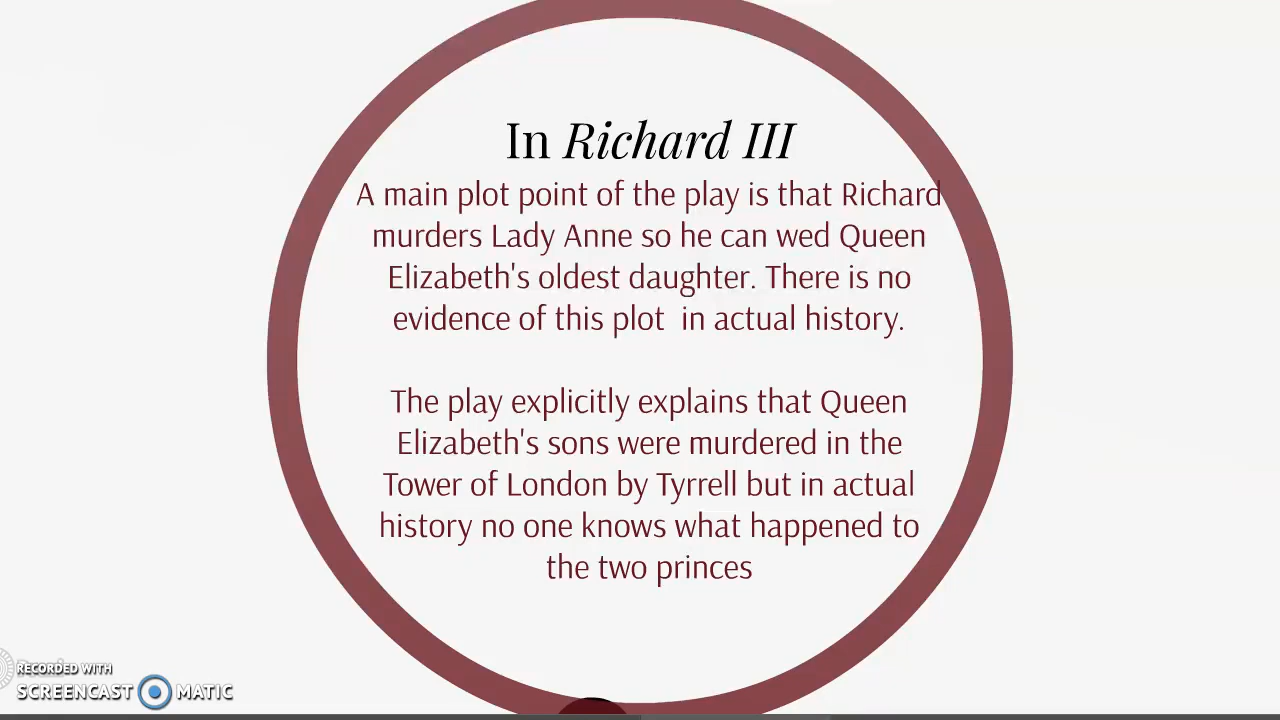 In Richard III
A main plot point of the play is that Richard
murders Lady Anne so he can wed Queen
Elizabeth's oldest daughter. There is no
evidence of this plot  in actual history.
The play explicitly explains that Queen
Elizabeth's sons were murdered in the
Tower of London by Tyrrell but in actual
history no one knows what happened to
the two princes
RECORDED WITH
SCREENCAST MATIC